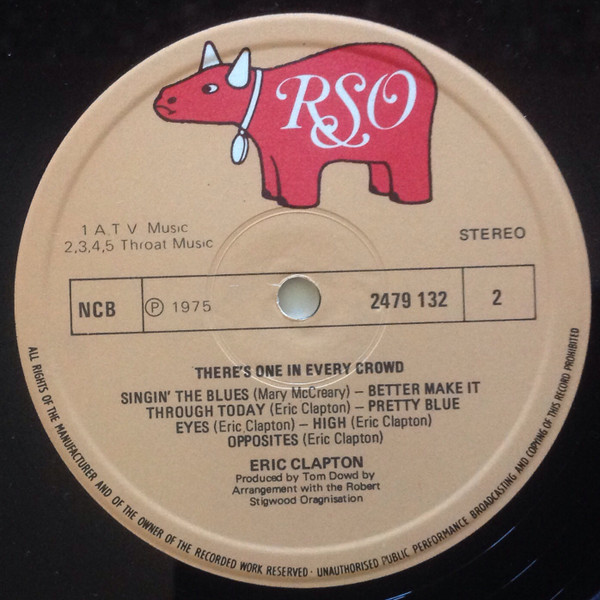 RSO
1 A.T V Music
2,3,4,5 Throat Music
STEREO
NCB
Ⓟ 1975
2479 132
2
THERE'S ONE IN EVERY CROWD
SINGIN' THE BLUES (Mary McCreary) – BETTER MAKE IT
THROUGH TODAY (Eric Clapton) – PRETTY BLUE
EYES (Eric Clapton) – HIGH (Eric Clapton)
OPPOSITES (Eric Clapton)
ERIC CLAPTON
Produced by Tom Dowd by
Arrangement with the Robert
Stigwood Oragnisation
ALL RIGHTS OF THE MANUFACTURER AND OF THE OWNER OF THE RECORDED WORK RESERVED · UNAUTHORISED PUBLIC PERFORMANCE BROADCASTING AND COPYING OF THIS RECORD PROHIBITED